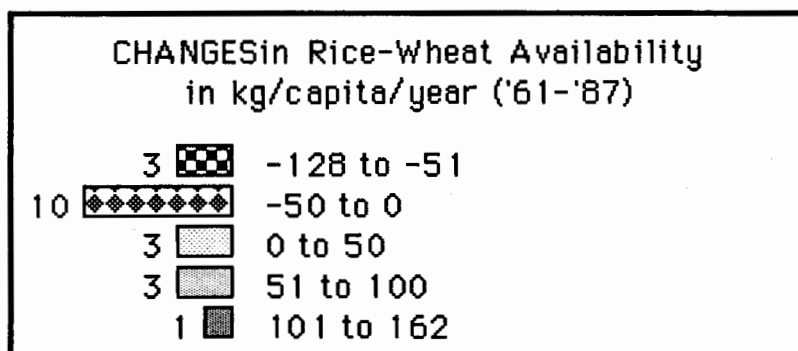 CHANGESin Rice-Wheat Availability
in kg/capita/year ('61-'87)
3 -128 to -51
10 -50 to 0
3 0 to 50
3 51 to 100
1 101 to 162